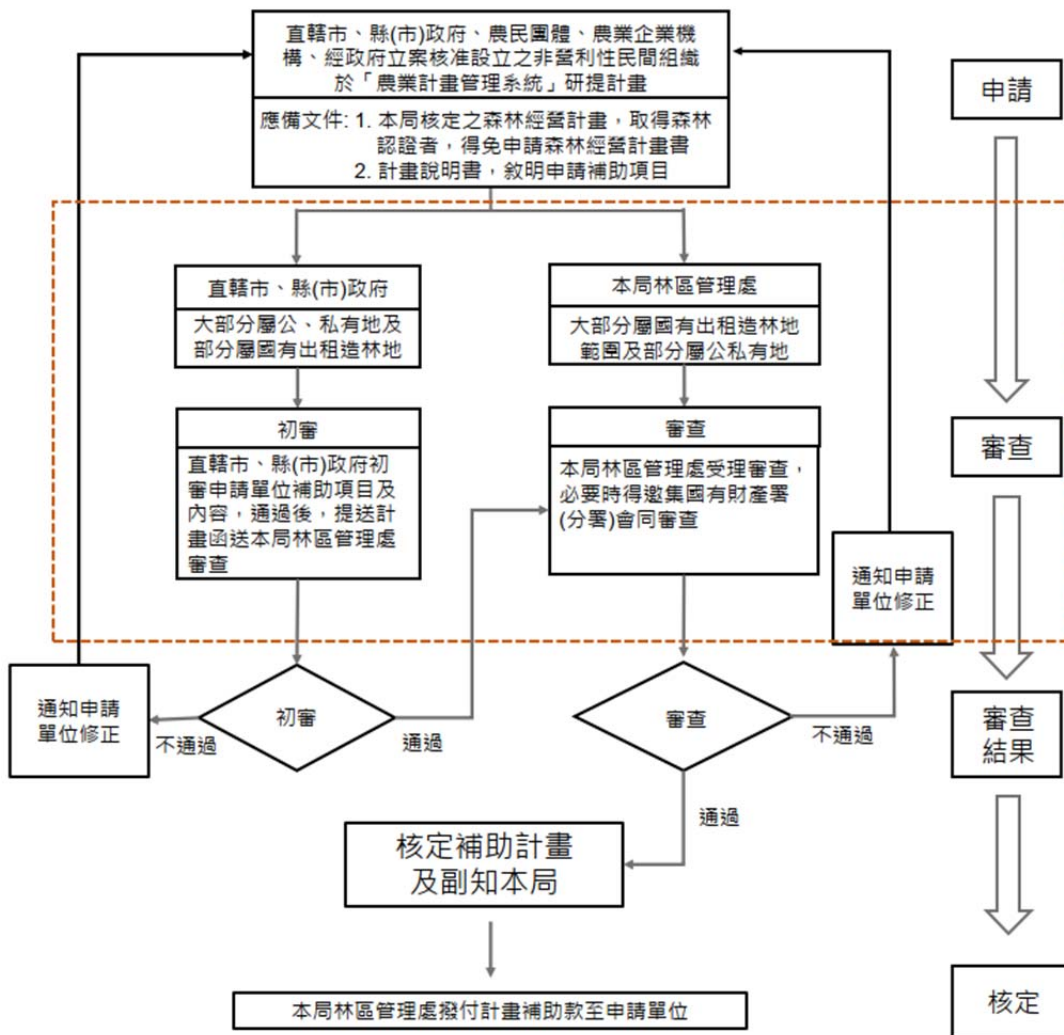 直轄市、縣(市)政府、農民團體、農業企業機
構、經政府立案核准設立之非營利性民間組織
於「農業計畫管理系統」研提計畫
應備文件: 1. 本局核定之森林經營計畫，取得森林
認證者，得免申請森林經營計畫書
2. 計畫說明書，敘明申請補助項目
申請
直轄市、縣(市)政府
大部分屬公、私有地及
部分屬國有出租造林地
本局林區管理處
大部分屬國有出租造林地
範圍及部分屬公私有地
初審
直轄市、縣(市)政府初
審申請單位補助項目及
內容，通過後，提送計
畫函送本局林區管理處
審查
審查
本局林區管理處受理審查，
必要時得邀集國有財產署
(分署)會同審查
審查
通知申請
單位修正
通知申請
單位修正
不通過
初審
通過
審查
不通過
審查
結果
通過
核定補助計畫
及副知本局
本局林區管理處撥付計畫補助款至申請單位
核定